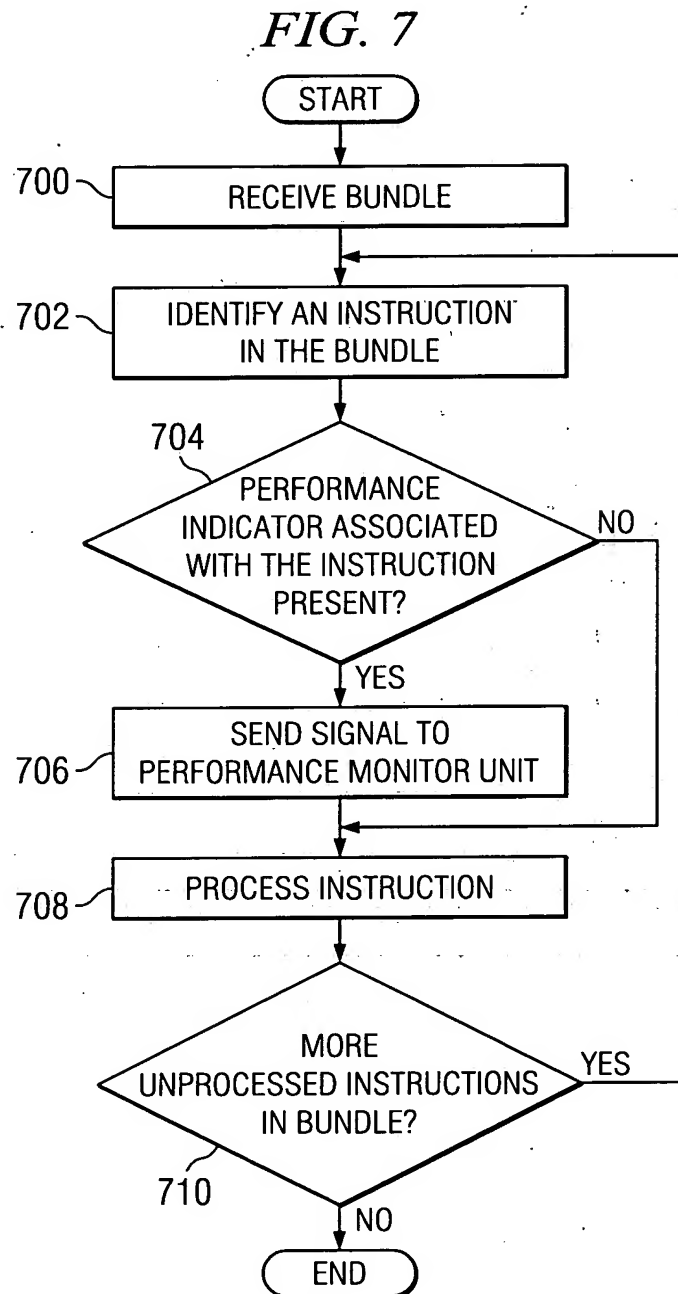 FIG. 7
START
700
RECEIVE BUNDLE
702
IDENTIFY AN INSTRUCTION
IN THE BUNDLE
704
PERFORMANCE
INDICATOR ASSOCIATED
WITH THE INSTRUCTION
PRESENT?
NO
YES
706
SEND SIGNAL TO
PERFORMANCE MONITOR UNIT
708
PROCESS INSTRUCTION
MORE
UNPROCESSED INSTRUCTIONS
IN BUNDLE?
YES
710
NO
END